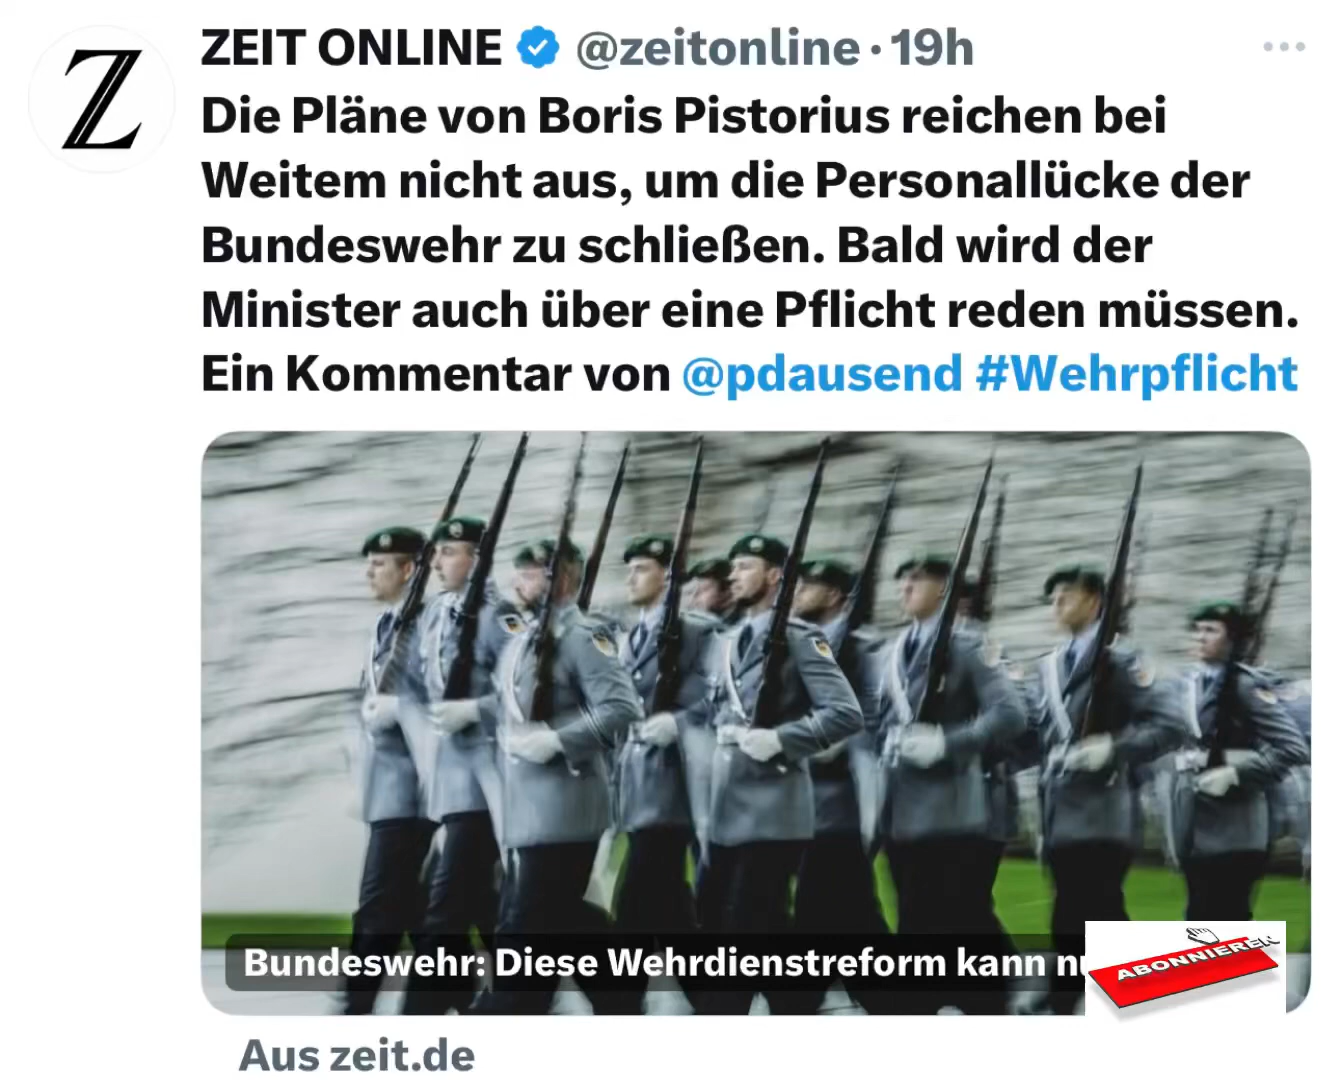 Z
ZEIT ONLINE @zeitonline · 19h
Die Pläne von Boris Pistorius reichen bei
Weitem nicht aus, um die Personallücke der
Bundeswehr zu schließen. Bald wird der
Minister auch über eine Pflicht reden müssen.
Ein Kommentar von @pdausend #Wehrpflicht
Bundeswehr: Diese Wehrdienstreform kann
ABONNIEREN
Aus zeit.de